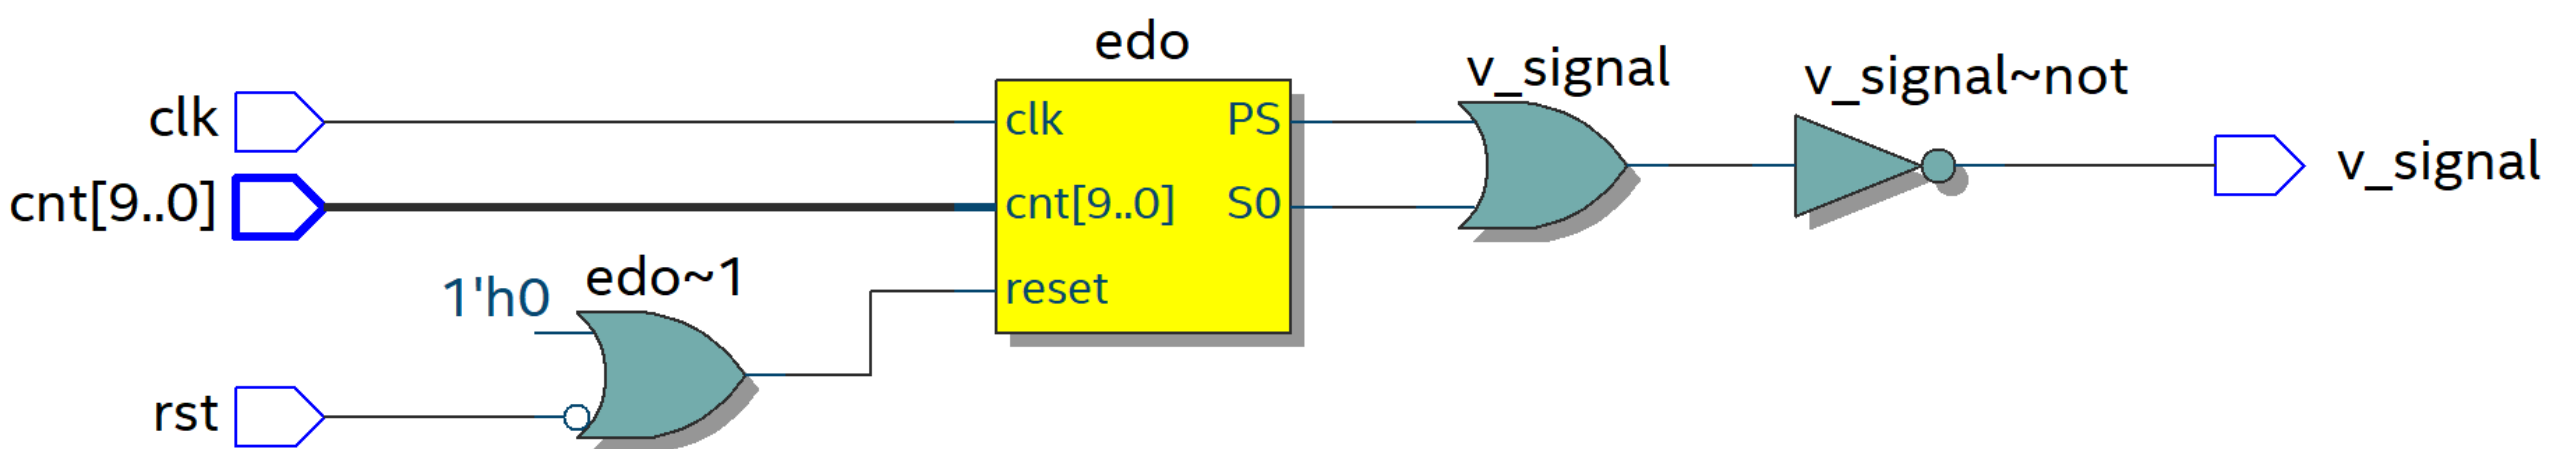 edo
v_signal
v_signal~not
clk
clk
PS
v_signal
cnt[9..0]
cnt[9..0]
S0
edo~1
1'h0
reset
rst